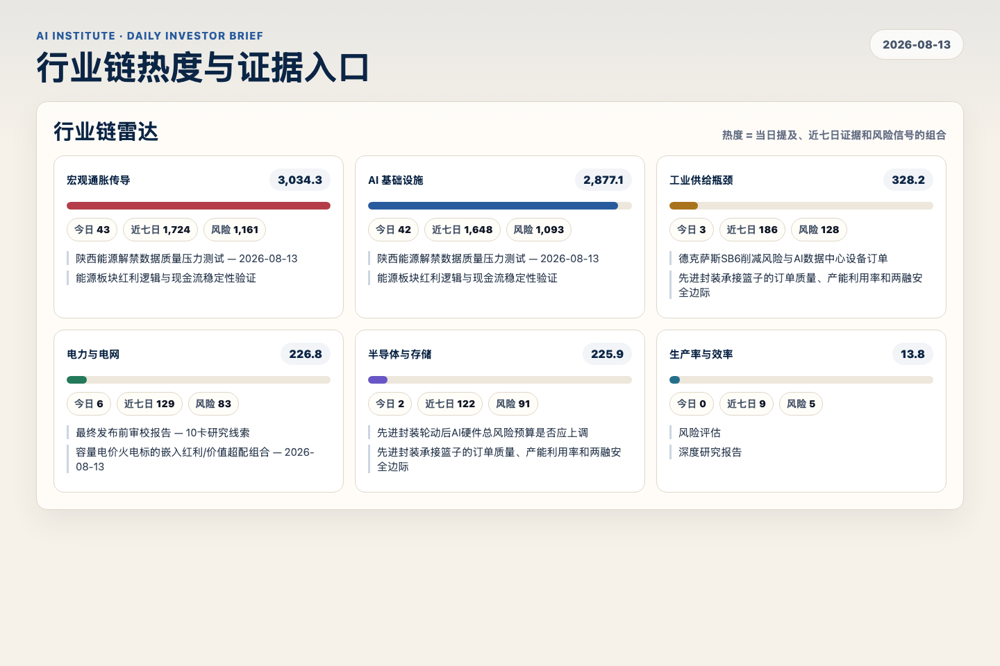 AI INSTITUTE · DAILY INVESTOR BRIEF
行业链热度与证据入口
2026-08-13
行业链雷达
热度 = 当日提及、近七日证据和风险信号的组合
宏观通胀传导
3,034.3
今日 43
近七日 1,724
风险 1,161
陕西能源解禁数据质量压力测试 — 2026-08-13
能源板块红利逻辑与现金流稳定性验证
AI 基础设施
2,877.1
今日 42
近七日 1,648
风险 1,093
陕西能源解禁数据质量压力测试 — 2026-08-13
能源板块红利逻辑与现金流稳定性验证
工业供给瓶颈
328.2
今日 3
近七日 186
风险 128
德克萨斯SB6削减风险与AI数据中心设备订单
先进封装承接篮子的订单质量、产能利用率和两融安
全边际
电力与电网
226.8
今日 6
近七日 129
风险 83
最终发布前审校报告 — 10卡研究线索
容量电价火电标的嵌入红利/价值超配组合 — 2026-
08-13
半导体与存储
225.9
今日 2
近七日 122
风险 91
先进封装轮动后AI硬件总风险预算是否应上调
先进封装承接篮子的订单质量、产能利用率和两融安
全边际
生产率与效率
13.8
今日 0
近七日 9
风险 5
风险评估
深度研究报告